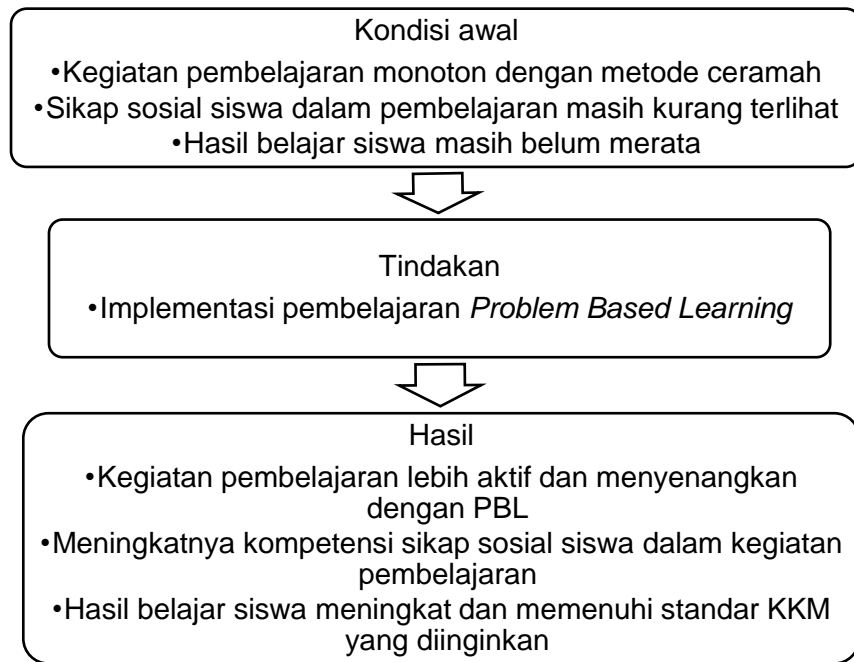 Kondisi awal
•Kegiatan pembelajaran monoton dengan metode ceramah
•Sikap sosial siswa dalam pembelajaran masih kurang terlihat
•Hasil belajar siswa masih belum merata
Tindakan
•Implementasi pembelajaran Problem Based Learning
Hasil
•Kegiatan pembelajaran lebih aktif dan menyenangkan
dengan PBL
•Meningkatnya kompetensi sikap sosial siswa dalam kegiatan
pembelajaran
•Hasil belajar siswa meningkat dan memenuhi standar KKM
yang diinginkan